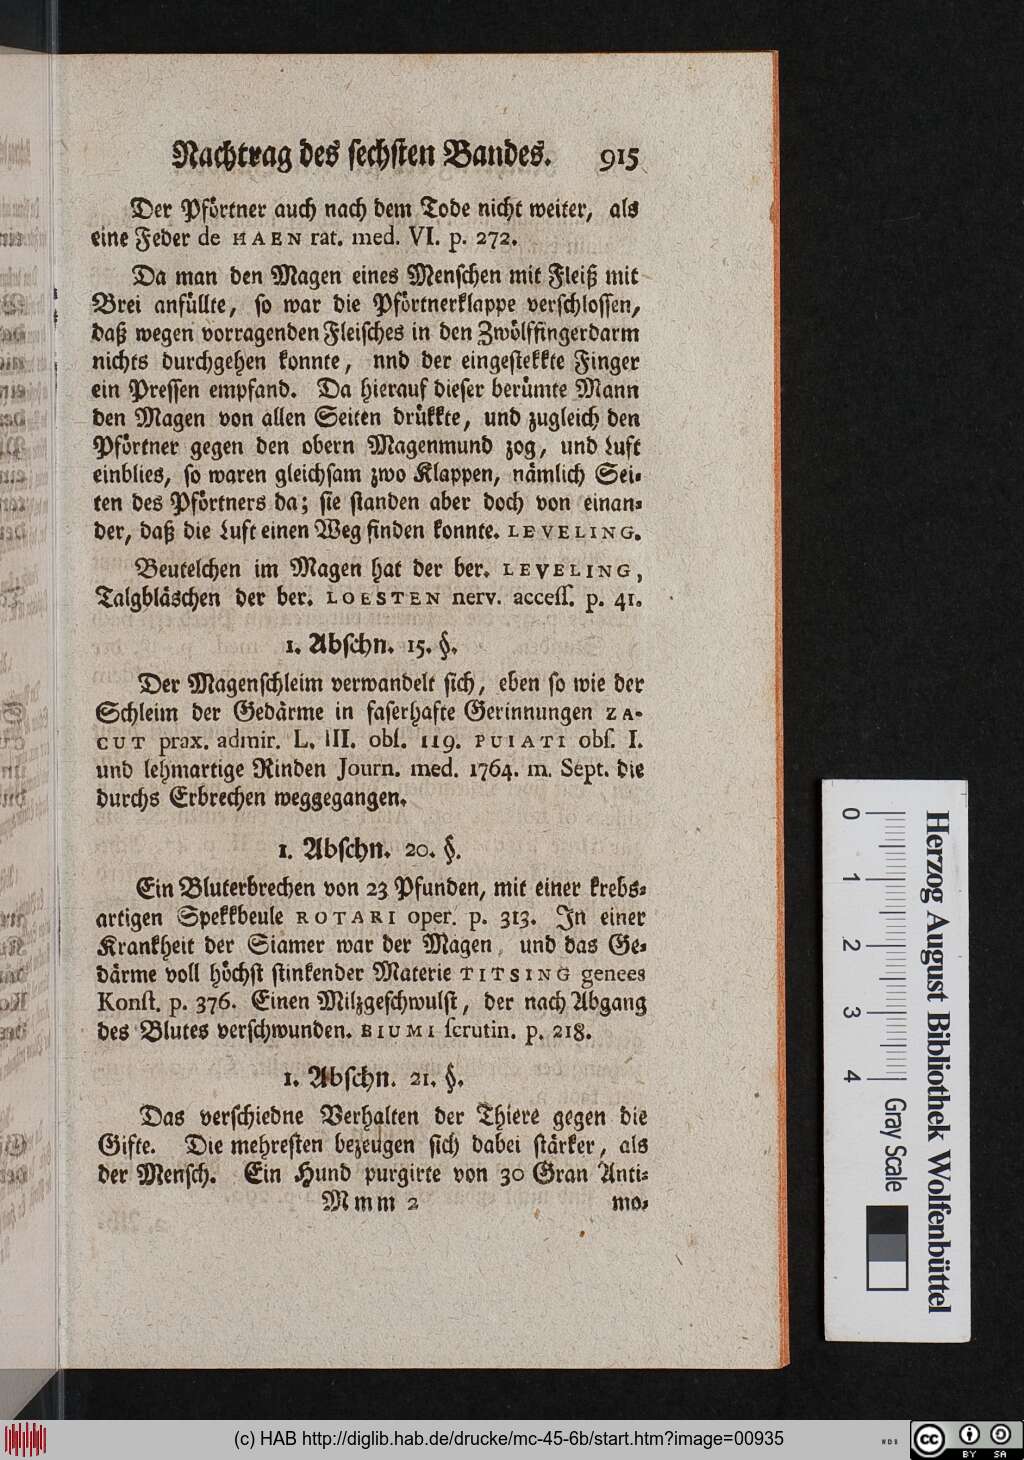 Nachtrag des sechsten Bandes. 915
Der Pförtner auch nach dem Tode nicht weiter, als
eine Feder de HAEN rat. med. VI. p. 272.
Da man den Magen eines Menschen mit Fleiß mit
Brei anfüllte, so war die Pförtnerklappe verschlossen,
daß wegen vorragenden Fleisches in den Zwölffingerdarm
nichts durchgehen konnte, nnd der eingestekkte Finger
ein Pressen empfand. Da hierauf dieser berümte Mann
den Magen von allen Seiten drükkte, und zugleich den
Pförtner gegen den obern Magenmund zog, und Luft
einblies, so waren gleichsam zwo Klappen, nämlich Sei-
ten des Pförtners da; sie standen aber doch von einan-
der, daß die Luft einen Weg finden konnte. LEVELING.
Beutelchen im Magen hat der ber. LEVELING,
Talgbläschen der ber. LOESTEN nerv. acceſſ. p. 41.
1. Abschn. 15. §.
Der Magenschleim verwandelt sich, eben so wie der
Schleim der Gedärme in faserhafte Gerinnungen ZA-
CUT prax. admir. L. III. obſ. 119. PUIATI obſ. I.
und lehmartige Rinden Journ. med. 1764. m. Sept. die
durchs Erbrechen weggegangen.
1. Abschn. 20. §.
Ein Bluterbrechen von 23 Pfunden, mit einer krebs-
artigen Spekkbeule ROTARI oper. p. 313. In einer
Krankheit der Siamer war der Magen, und das Ge-
därme voll höchst stinkender Materie TITSING genees
Konſt. p. 376. Einen Milzgeschwulst, der nach Abgang
des Blutes verschwunden. BIUMI ſcrutin. p. 218.
1. Abschn. 21. §.
Das verschiedne Verhalten der Thiere gegen die
Gifte. Die mehresten bezeugen sich dabei stärker, als
der Mensch. Ein Hund purgirte von 30 Gran Anti-
Mmm 2 mo-
0 1 2 3 4
Gray Scale
Herzog August Bibliothek Wolfenbüttel
(c) HAB http://diglib.hab.de/drucke/mc-45-6b/start.htm?image=00935
WDB
cc BY SA